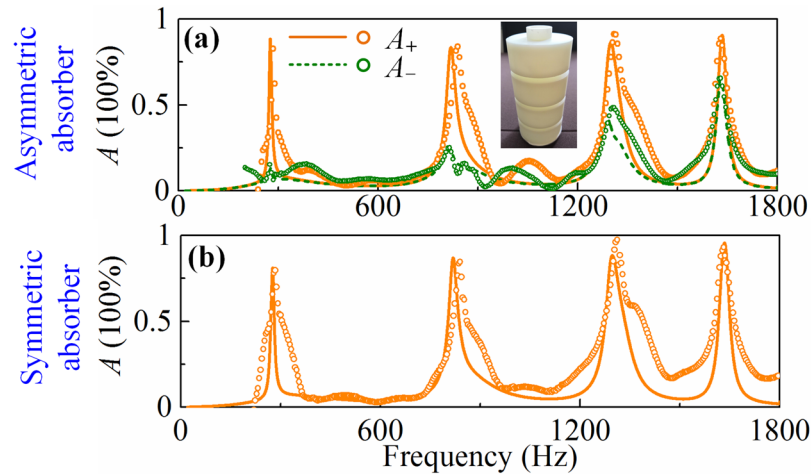 Asymmetric
absorber
A (100%)
1
0.5
0
(a)
A₊
A₋
0
600
1200
1800
Symmetric
absorber
A (100%)
1
0.5
0
(b)
0
600
1200
1800
Frequency (Hz)